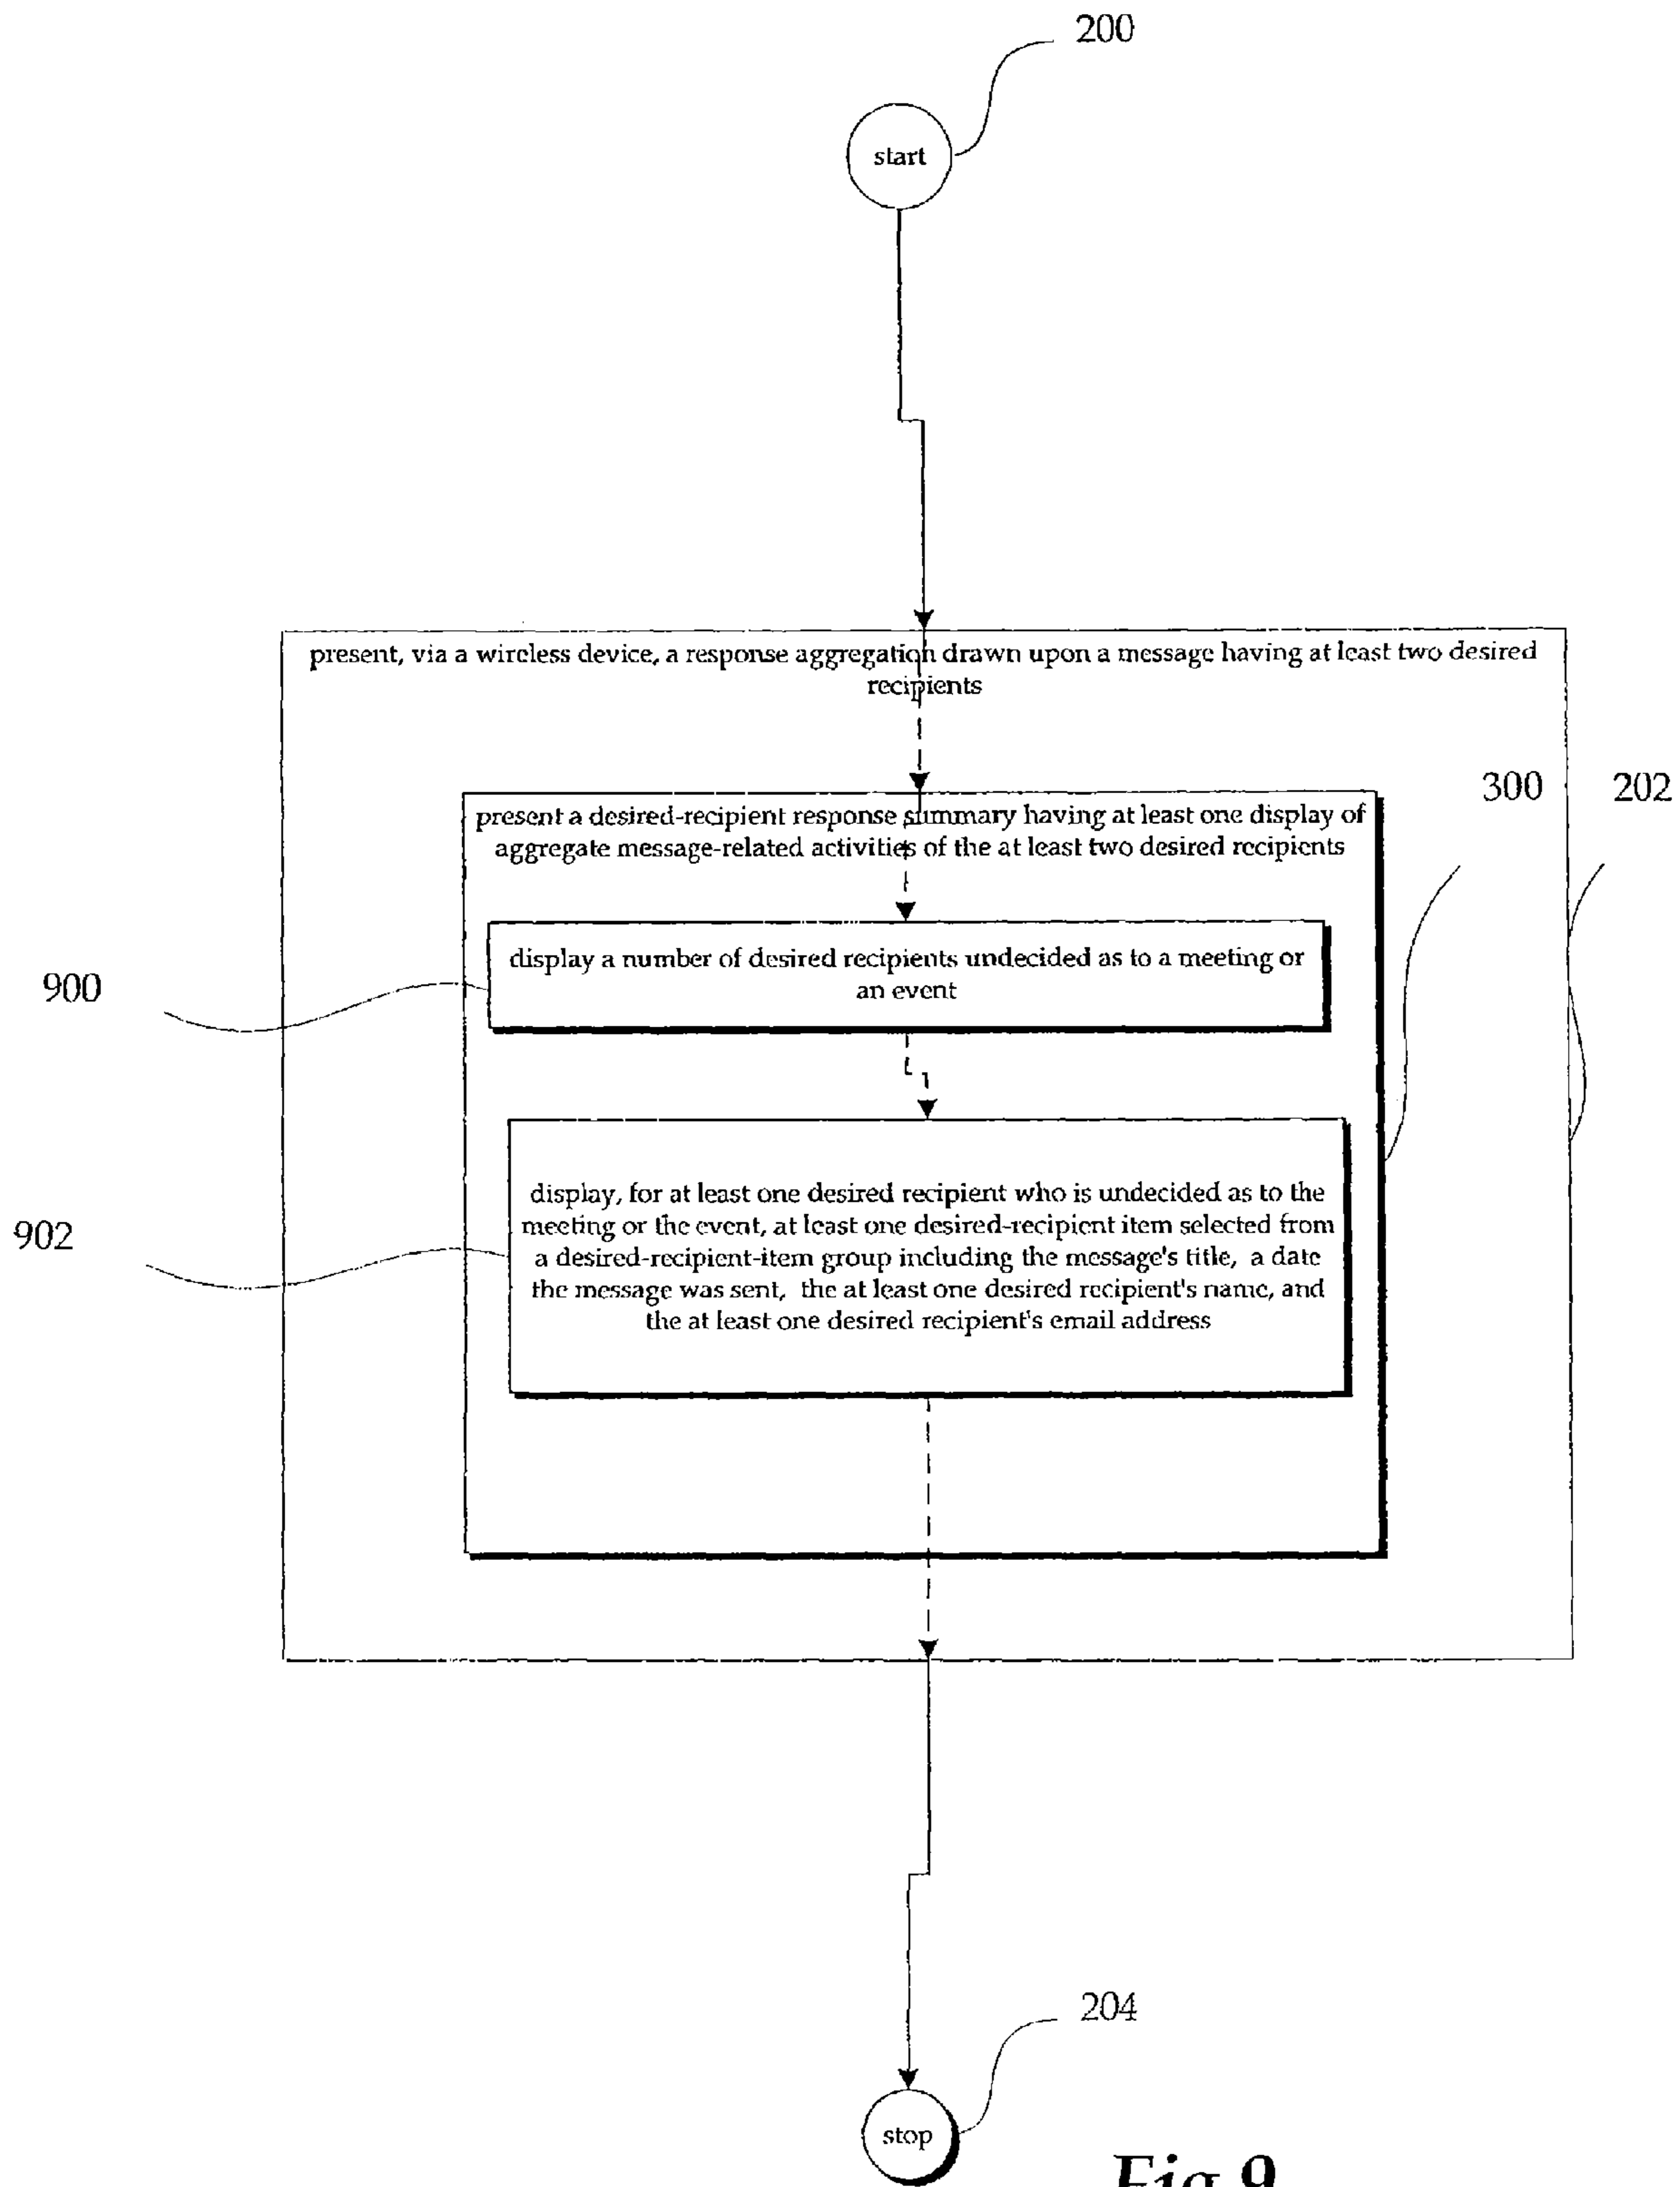 200
start
present, via a wireless device, a response aggregation drawn upon a message having at least two desired
recipients
300
202
present a desired-recipient response summary having at least one display of
aggregate message-related activities of the at least two desired recipients
900
display a number of desired recipients undecided as to a meeting or
an event
902
display, for at least one desired recipient who is undecided as to the
meeting or the event, at least one desired-recipient item selected from
a desired-recipient-item group including the message's title, a date
the message was sent, the at least one desired recipient's name, and
the at least one desired recipient's email address
204
stop
Fig 9